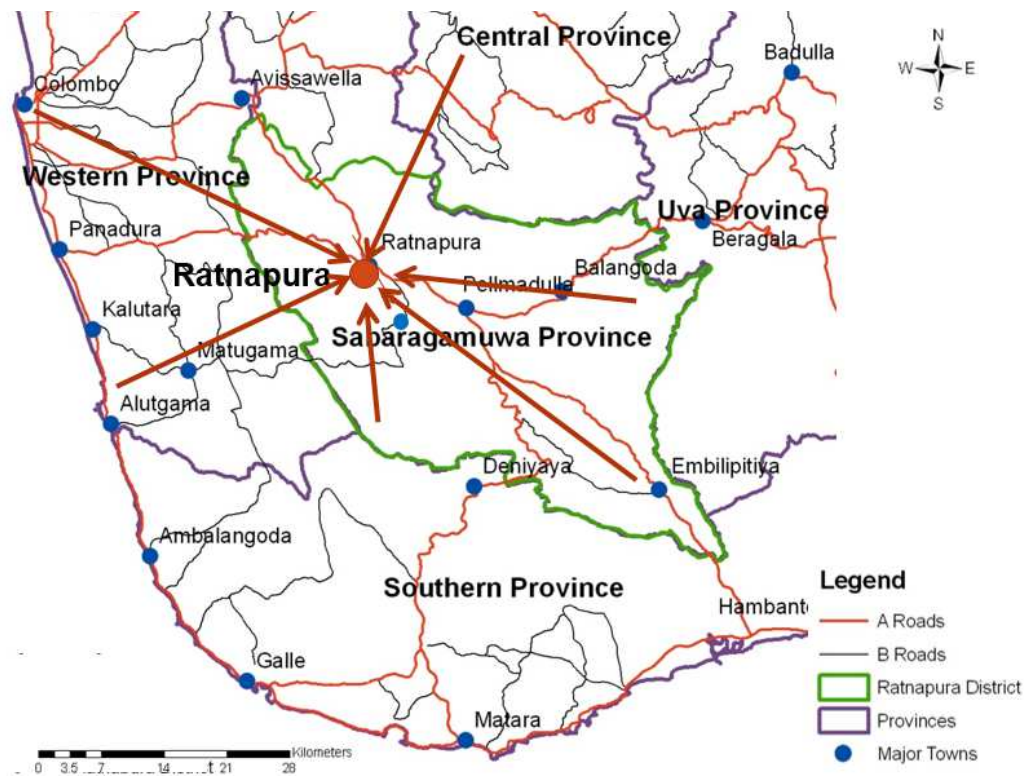 Central Province
N
W E
S
Badulla
Colombo
Avissawella
Western Province
Uva Province
Panadura
Ratnapura
Beragala
Ratnapura
Balangoda
Pellmadulla
Kalutara
Sabaragamuwa Province
Matugama
Alutgama
Deniyaya
Embilipitiya
Ambalangoda
Southern Province
Legend
Hambant
A Roads
B Roads
Galle
Ratnapura District
Provinces
Matara
Major Towns
Kilometers
0 3.5 7 14 21 28